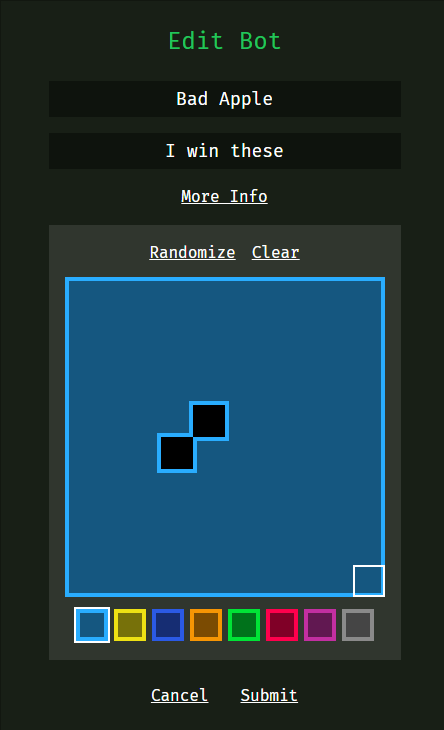 Edit Bot
Bad Apple
I win these
More Info
Randomize Clear
Cancel Submit